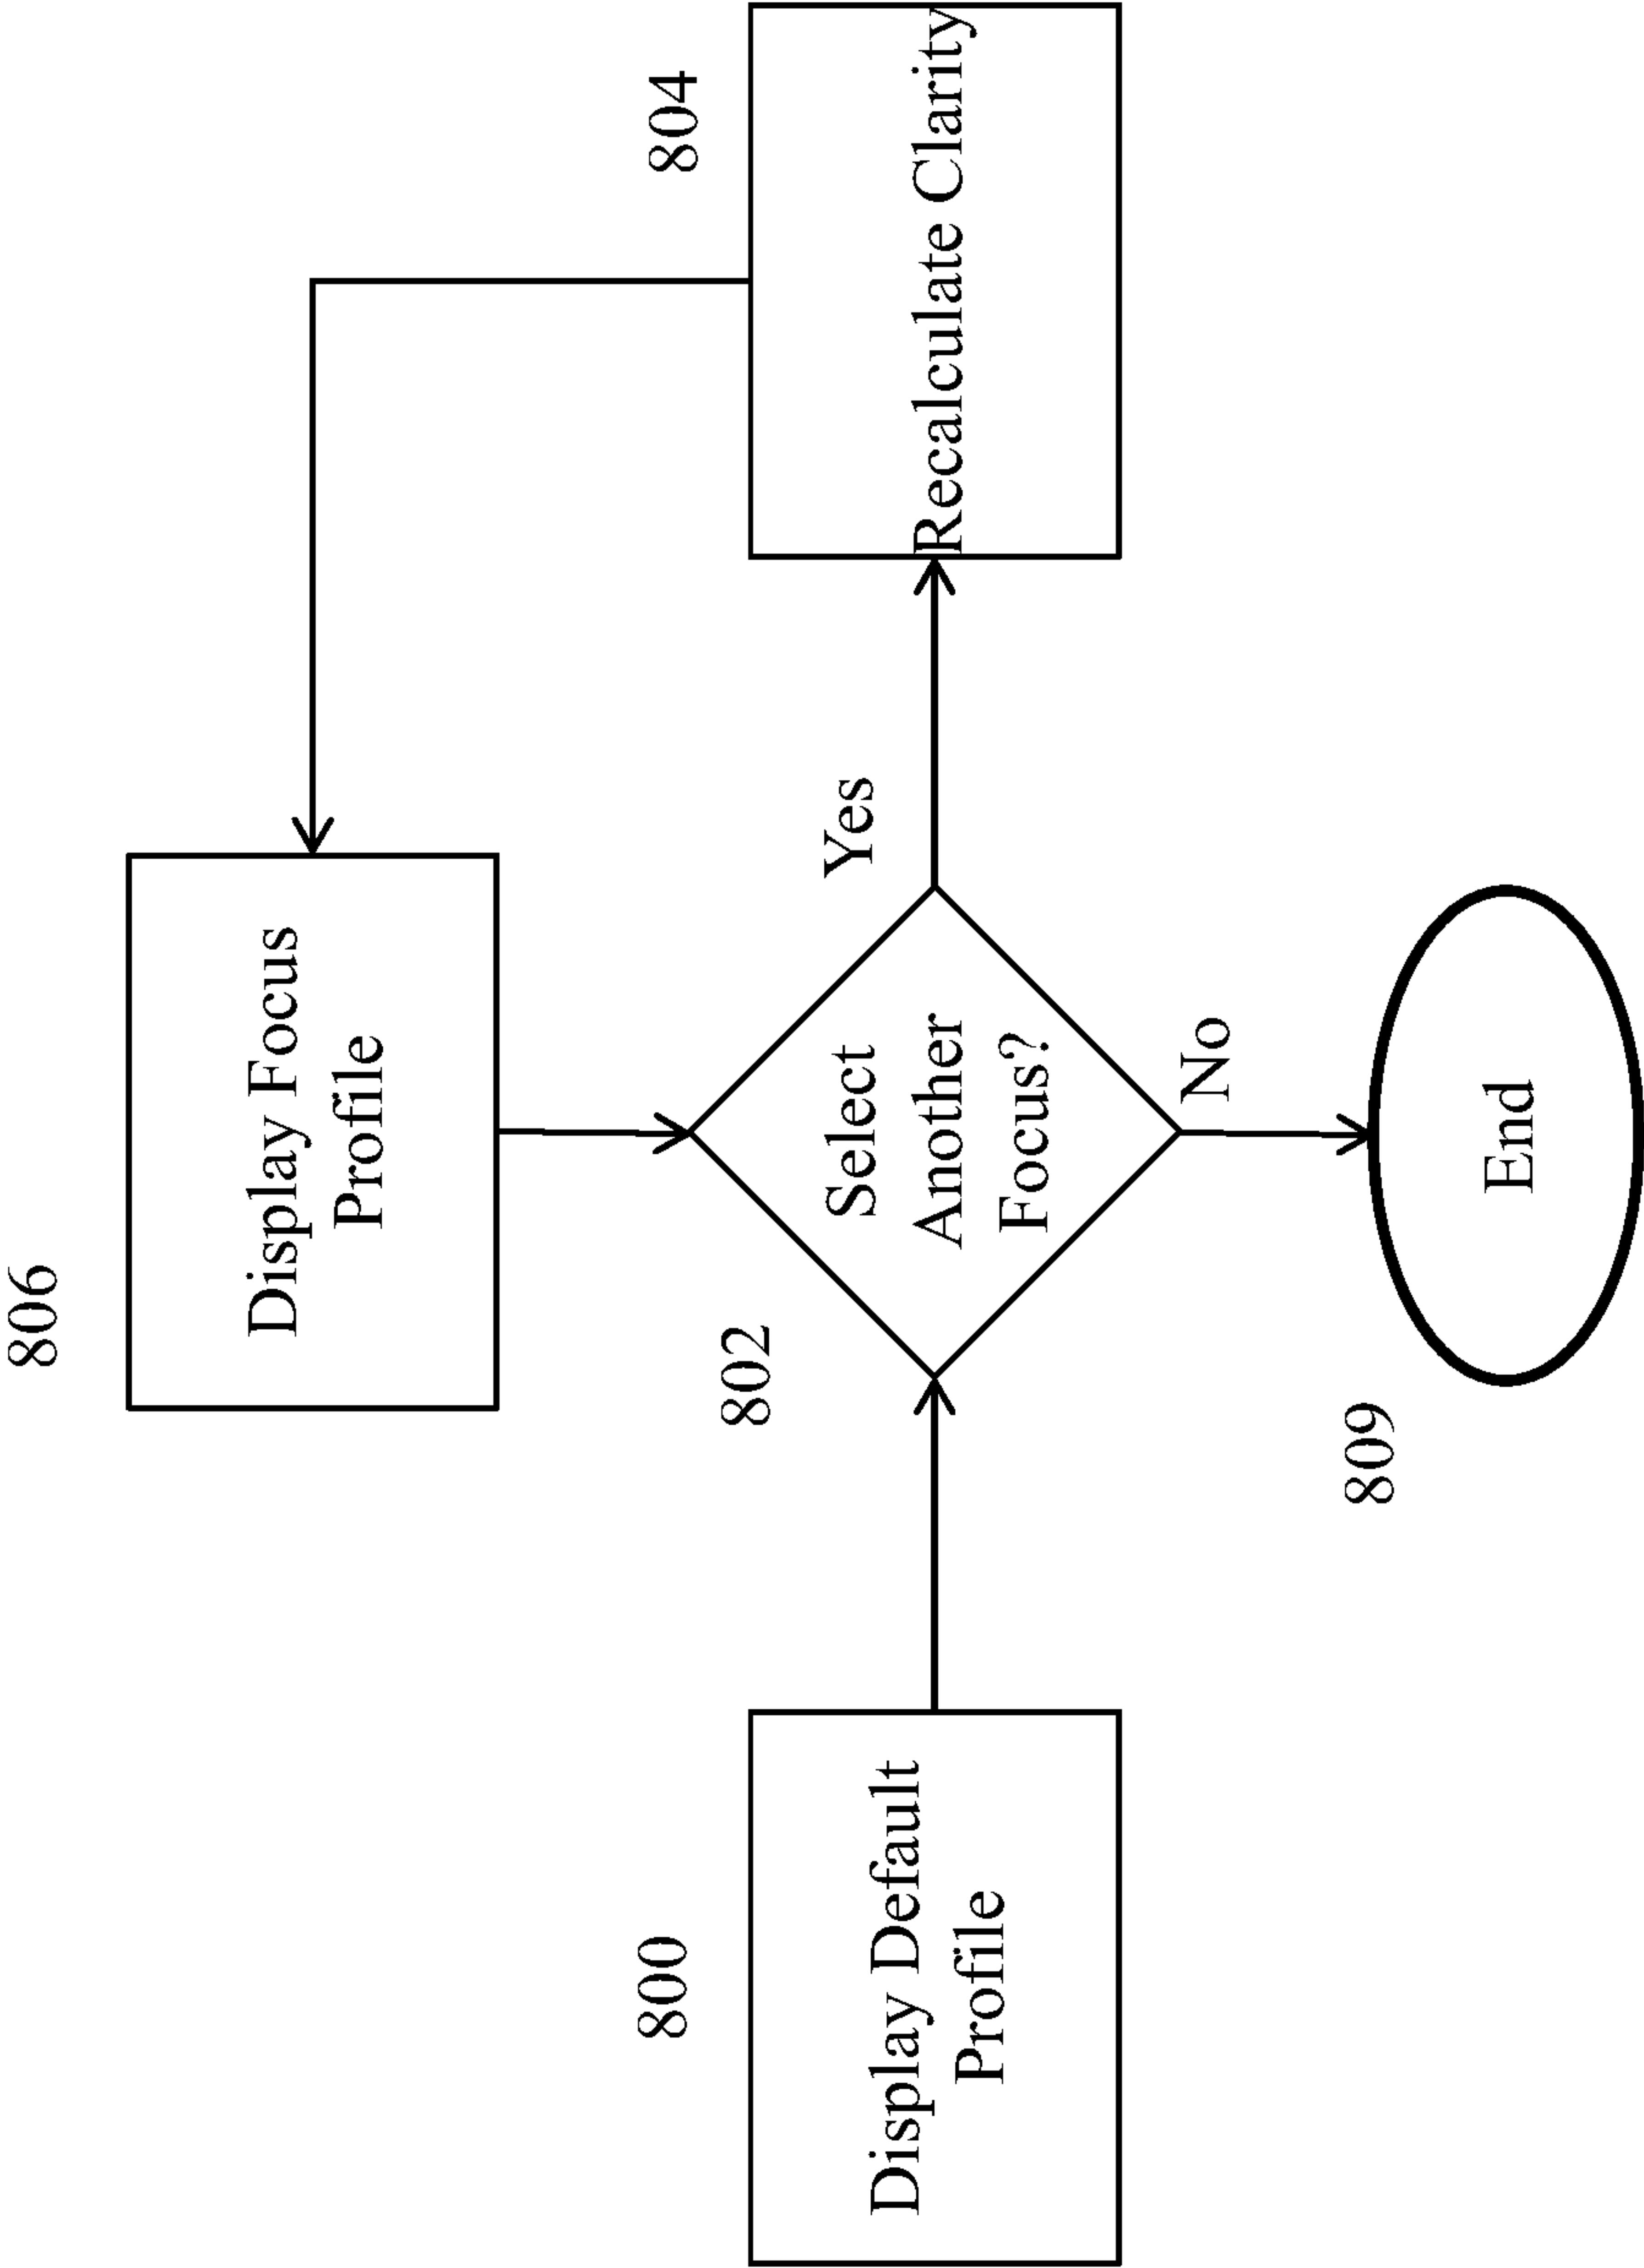 806
Display Focus
Profile
804
Recalculate Clarity
802
Select
Another
Focus?
Yes
No
800
Display Default
Profile
809
End